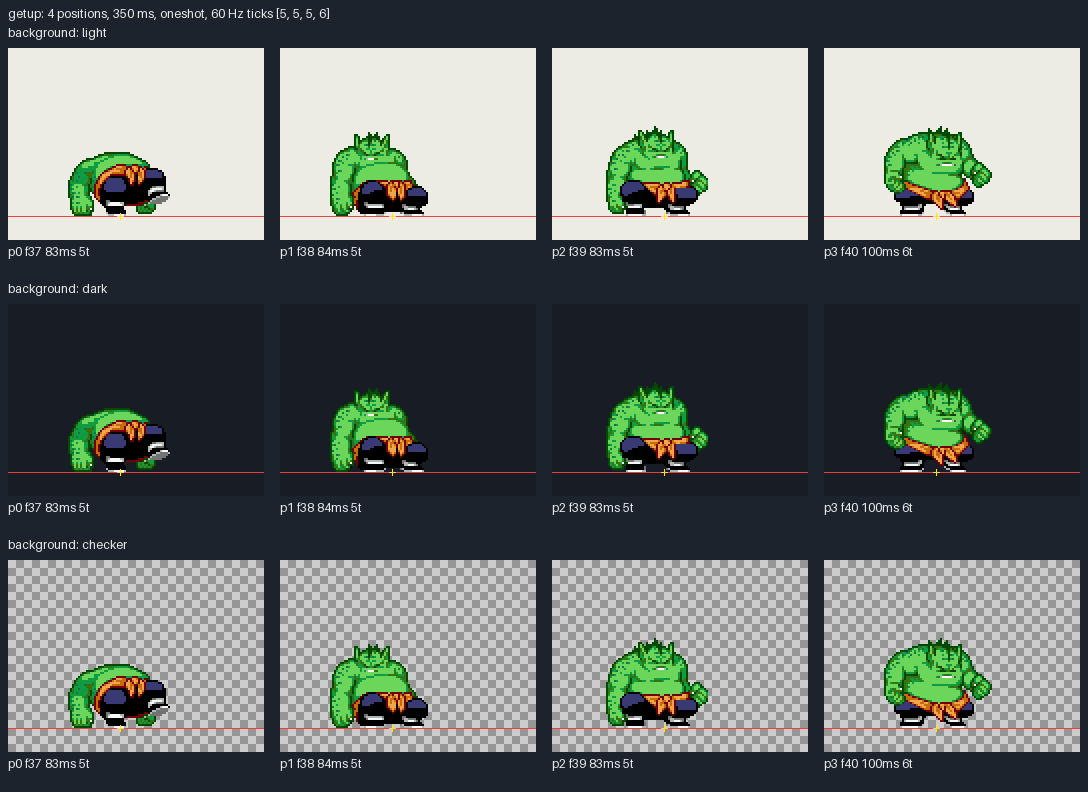 getup: 4 positions, 350 ms, oneshot, 60 Hz ticks [5, 5, 5, 6]
background: light
p0 f37 83ms 5t
p1 f38 84ms 5t
p2 f39 83ms 5t
p3 f40 100ms 6t
background: dark
p0 f37 83ms 5t
p1 f38 84ms 5t
p2 f39 83ms 5t
p3 f40 100ms 6t
background: checker
p0 f37 83ms 5t
p1 f38 84ms 5t
p2 f39 83ms 5t
p3 f40 100ms 6t